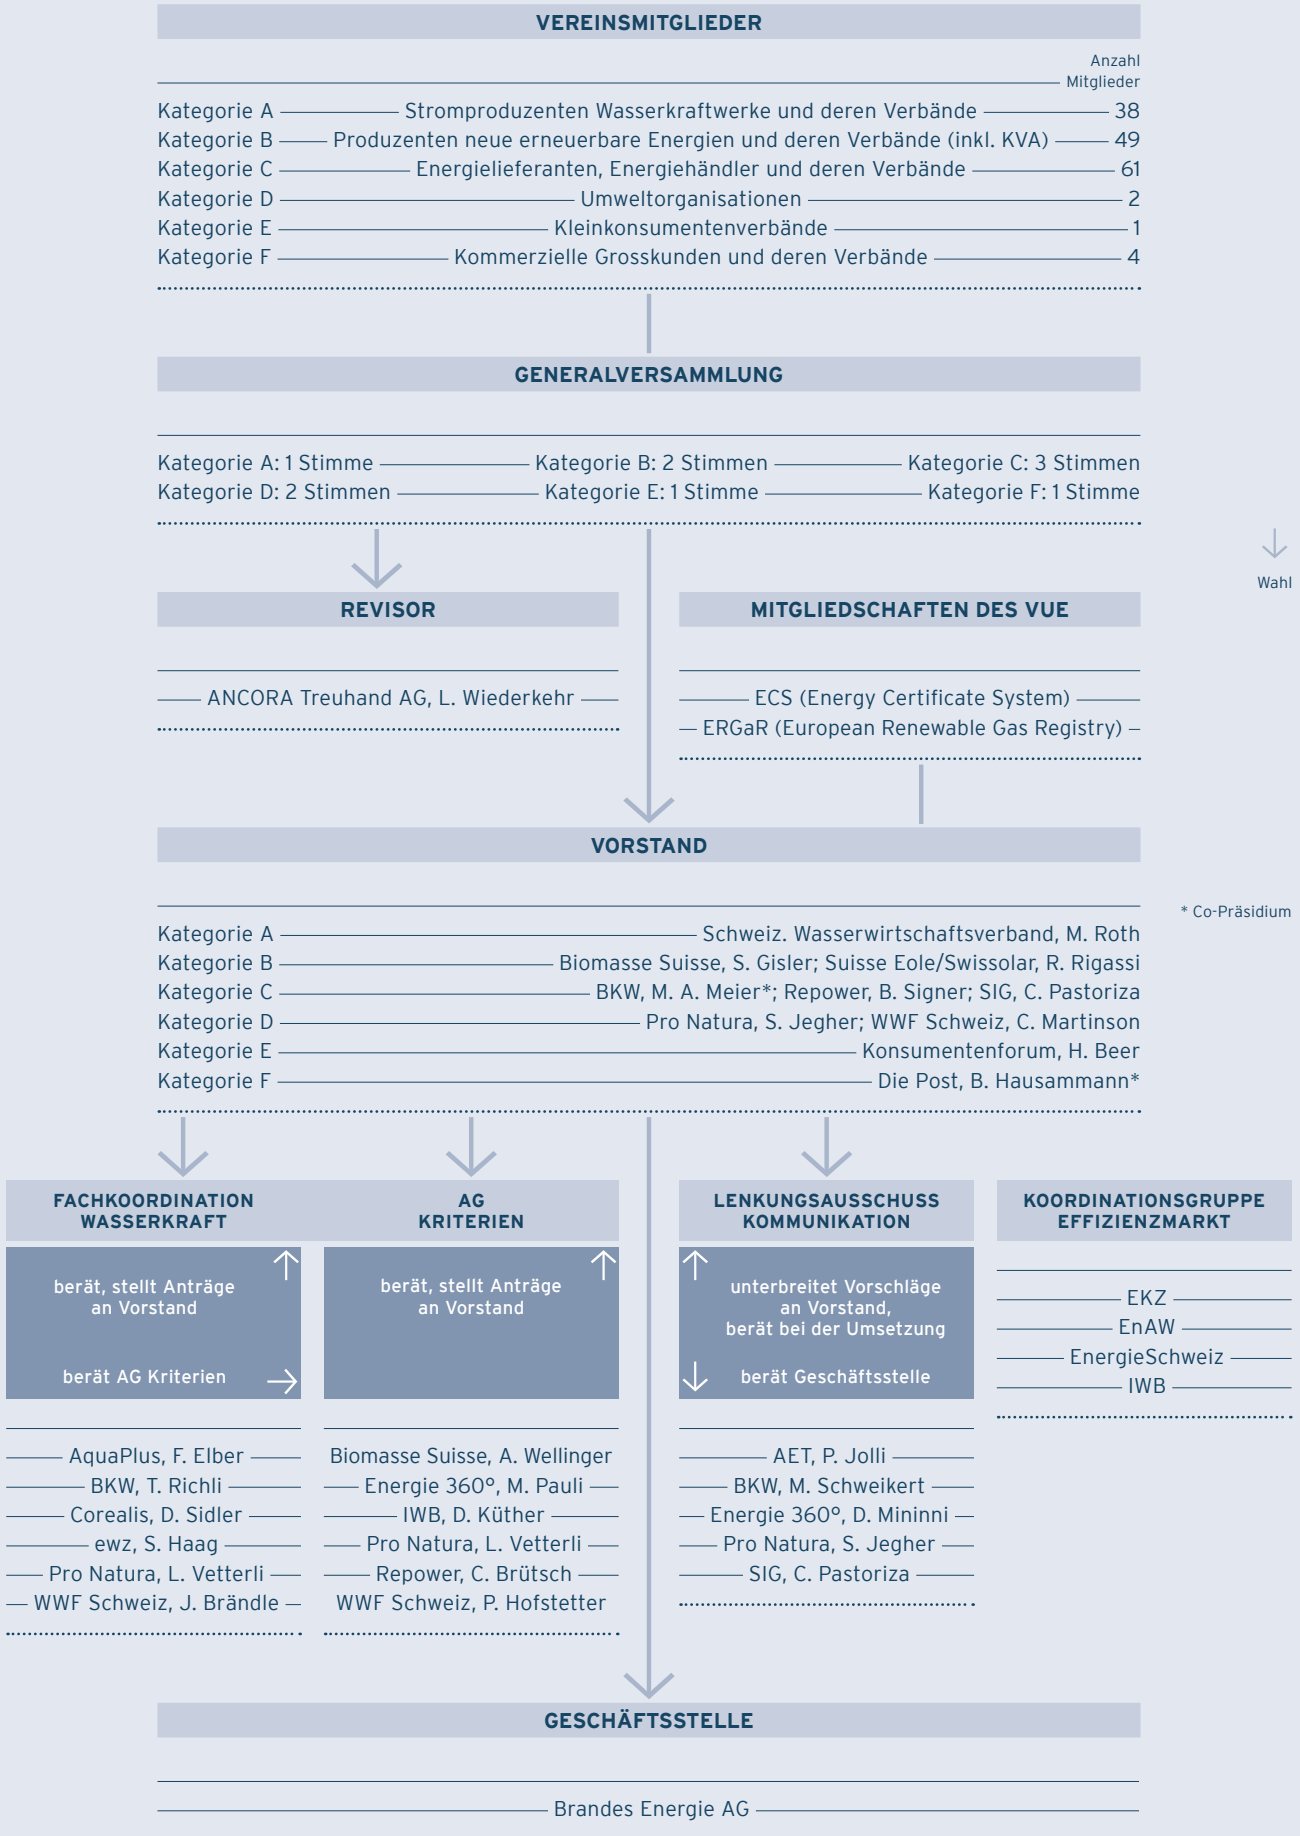 VEREINSMITGLIEDER
Anzahl
Mitglieder
Kategorie A Stromproduzenten Wasserkraftwerke und deren Verbände 38
Kategorie B Produzenten neue erneuerbare Energien und deren Verbände (inkl. KVA) 49
Kategorie C Energielieferanten, Energiehändler und deren Verbände 61
Kategorie D Umweltorganisationen 2
Kategorie E Kleinkonsumentenverbände 1
Kategorie F Kommerzielle Grosskunden und deren Verbände 4
GENERALVERSAMMLUNG
Kategorie A: 1 Stimme Kategorie B: 2 Stimmen Kategorie C: 3 Stimmen
Kategorie D: 2 Stimmen Kategorie E: 1 Stimme Kategorie F: 1 Stimme
Wahl
REVISOR
ANCORA Treuhand AG, L. Wiederkehr
MITGLIEDSCHAFTEN DES VUE
ECS (Energy Certificate System)
ERGaR (European Renewable Gas Registry)
VORSTAND
* Co-Präsidium
Kategorie A Schweiz. Wasserwirtschaftsverband, M. Roth
Kategorie B Biomasse Suisse, S. Gisler; Suisse Eole/Swissolar, R. Rigassi
Kategorie C BKW, M. A. Meier*; Repower, B. Signer; SIG, C. Pastoriza
Kategorie D Pro Natura, S. Jegher; WWF Schweiz, C. Martinson
Kategorie E Konsumentenforum, H. Beer
Kategorie F Die Post, B. Hausammann*
FACHKOORDINATION
WASSERKRAFT
berät, stellt Anträge
an Vorstand
berät AG Kriterien
AquaPlus, F. Elber
BKW, T. Richli
Corealis, D. Sidler
ewz, S. Haag
Pro Natura, L. Vetterli
WWF Schweiz, J. Brändle
AG
KRITERIEN
berät, stellt Anträge
an Vorstand
Biomasse Suisse, A. Wellinger
Energie 360°, M. Pauli
IWB, D. Küther
Pro Natura, L. Vetterli
Repower, C. Brütsch
WWF Schweiz, P. Hofstetter
LENKUNGSAUSSCHUSS
KOMMUNIKATION
unterbreitet Vorschläge
an Vorstand,
berät bei der Umsetzung
berät Geschäftsstelle
AET, P. Jolli
BKW, M. Schweikert
Energie 360°, D. Mininni
Pro Natura, S. Jegher
SIG, C. Pastoriza
KOORDINATIONSGRUPPE
EFFIZIENZMARKT
EKZ
EnAW
EnergieSchweiz
IWB
GESCHÄFTSSTELLE
Brandes Energie AG